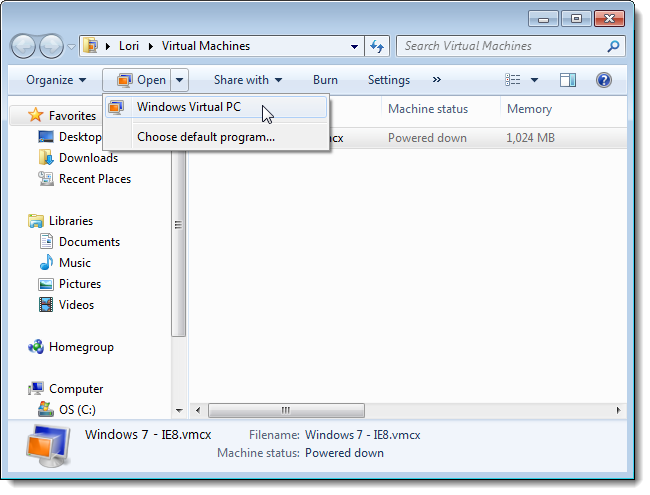 Lori Virtual Machines
Search Virtual Machines
Organize Open Share with Burn Settings »
Windows Virtual PC
Choose default program...
Machine status Memory
mcx Powered down 1,024 MB
Favorites
Desktop
Downloads
Recent Places
Libraries
Documents
Music
Pictures
Videos
Homegroup
Computer
OS (C:)
Windows 7 - IE8.vmcx Filename: Windows 7 - IE8.vmcx
Machine status: Powered down